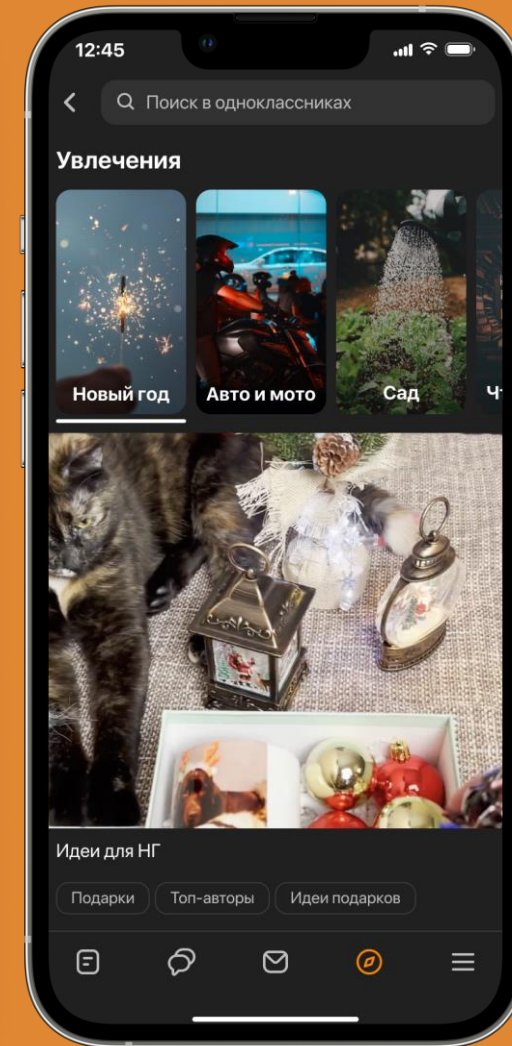 12:45
Поиск в одноклассниках
Увлечения
Новый год
Авто и мото
Сад
Идеи для НГ
Подарки
Топ-авторы
Идеи подарков